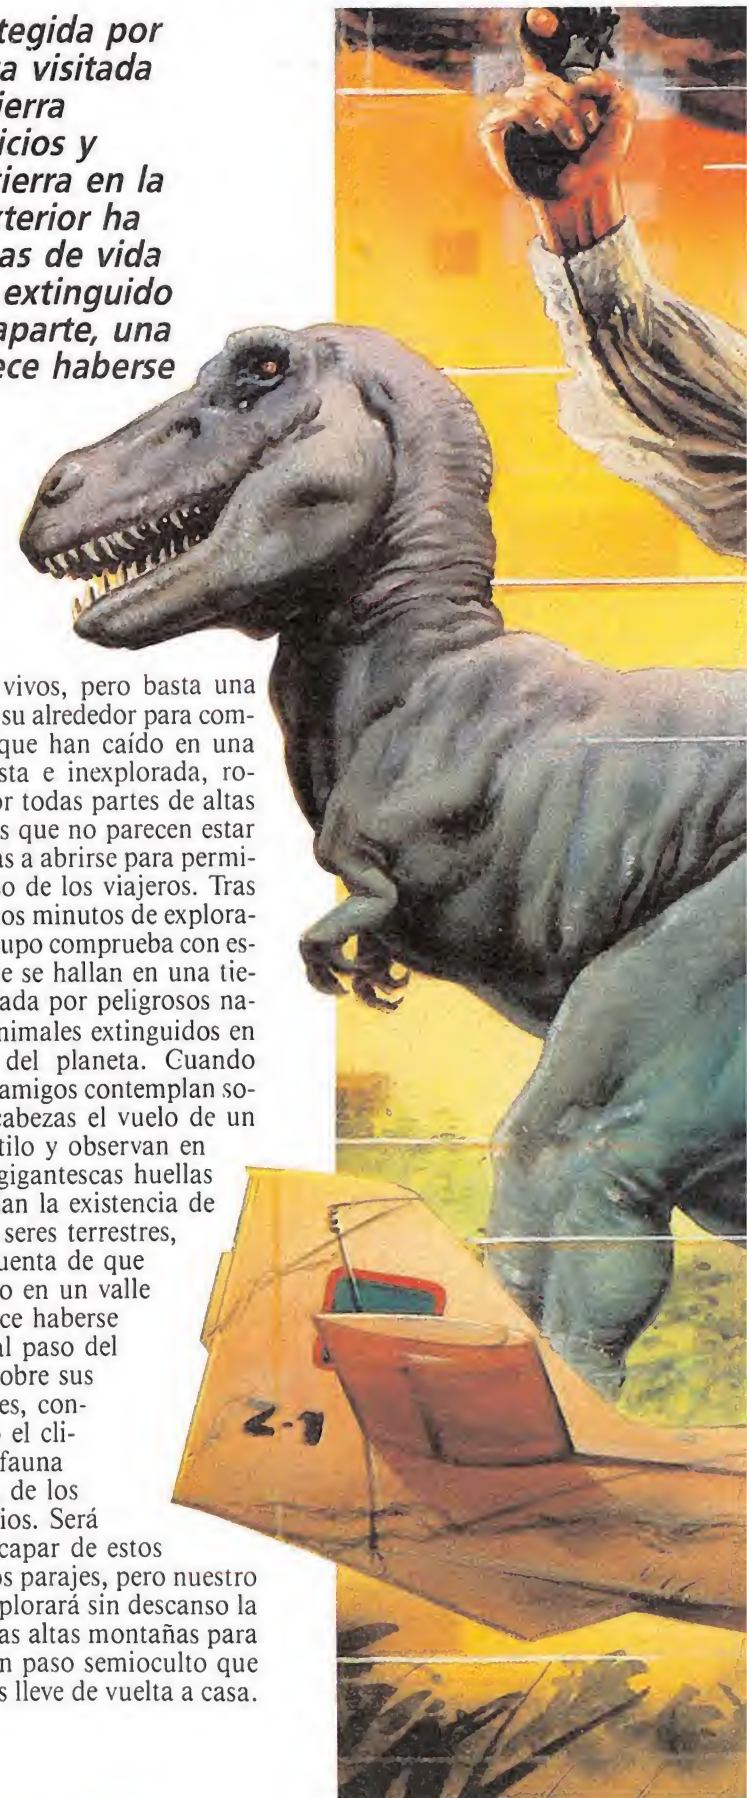 tegida por
a visitada
ierra
icios y
tierra en la
xterior ha
as de vida
extinguido
aparte, una
ece haberse
vivos, pero basta una
su alrededor para com-
que han caído en una
sta e inexplorada, ro-
or todas partes de altas
s que no parecen estar
as a abrirse para permi-
o de los viajeros. Tras
os minutos de explora-
upo comprueba con es-
e se hallan en una tie-
ada por peligrosos na-
nimales extinguidos en
del planeta. Cuando
amigos contemplan so-
cabezas el vuelo de un
tilo y observan en
gigantescas huellas
an la existencia de
seres terrestres,
uenta de que
o en un valle
ce haberse
al paso del
obre sus
es, con-
el cli-
fauna
de los
ios. Será
capar de estos
os parajes, pero nuestro
plorará sin descanso la
as altas montañas para
n paso semioculto que
s lleve de vuelta a casa.
Z-1